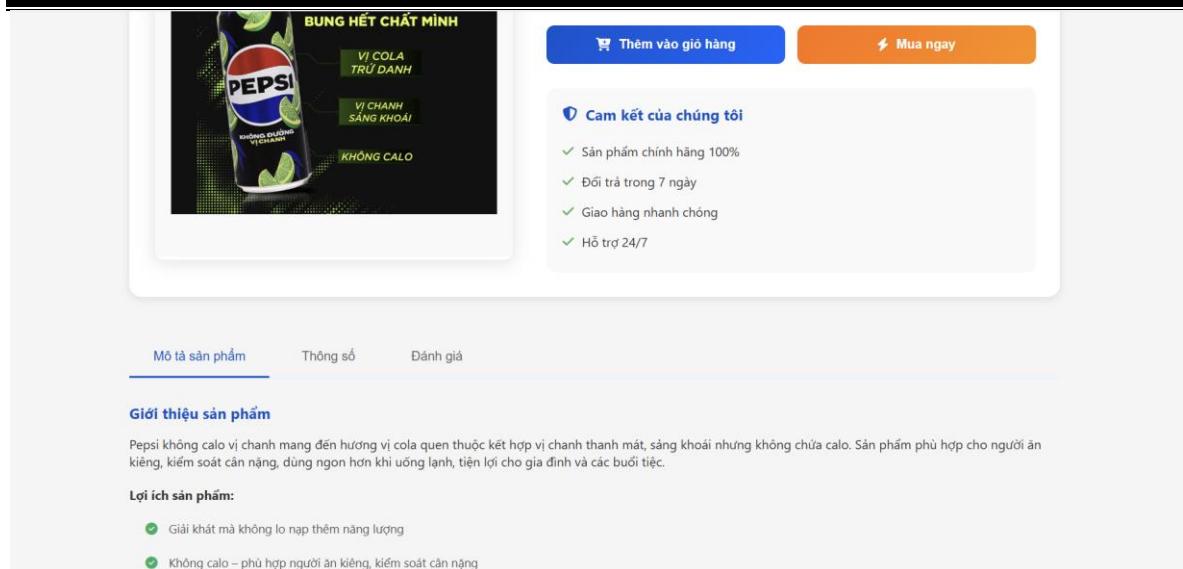 BUNG HẾT CHẤT MÌNH
VỊ COLA
TRỨ DANH
PEPSI
VỊ CHANH
SẢNG KHOÁI
KHÔNG ĐƯỜNG
VỊ CHANH
KHÔNG CALO
Thêm vào giỏ hàng
Mua ngay
Cam kết của chúng tôi
Sản phẩm chính hãng 100%
Đổi trả trong 7 ngày
Giao hàng nhanh chóng
Hỗ trợ 24/7
Mô tả sản phẩm
Thông số
Đánh giá
Giới thiệu sản phẩm
Pepsi không calo vị chanh mang đến hương vị cola quen thuộc kết hợp vị chanh thanh mát, sảng khoái nhưng không chứa calo. Sản phẩm phù hợp cho người ăn
kiêng, kiểm soát cân nặng, dùng ngon hơn khi uống lạnh, tiện lợi cho gia đình và các buổi tiệc.
Lợi ích sản phẩm:
Giải khát mà không lo nạp thêm năng lượng
Không calo – phù hợp người ăn kiêng, kiểm soát cân nặng